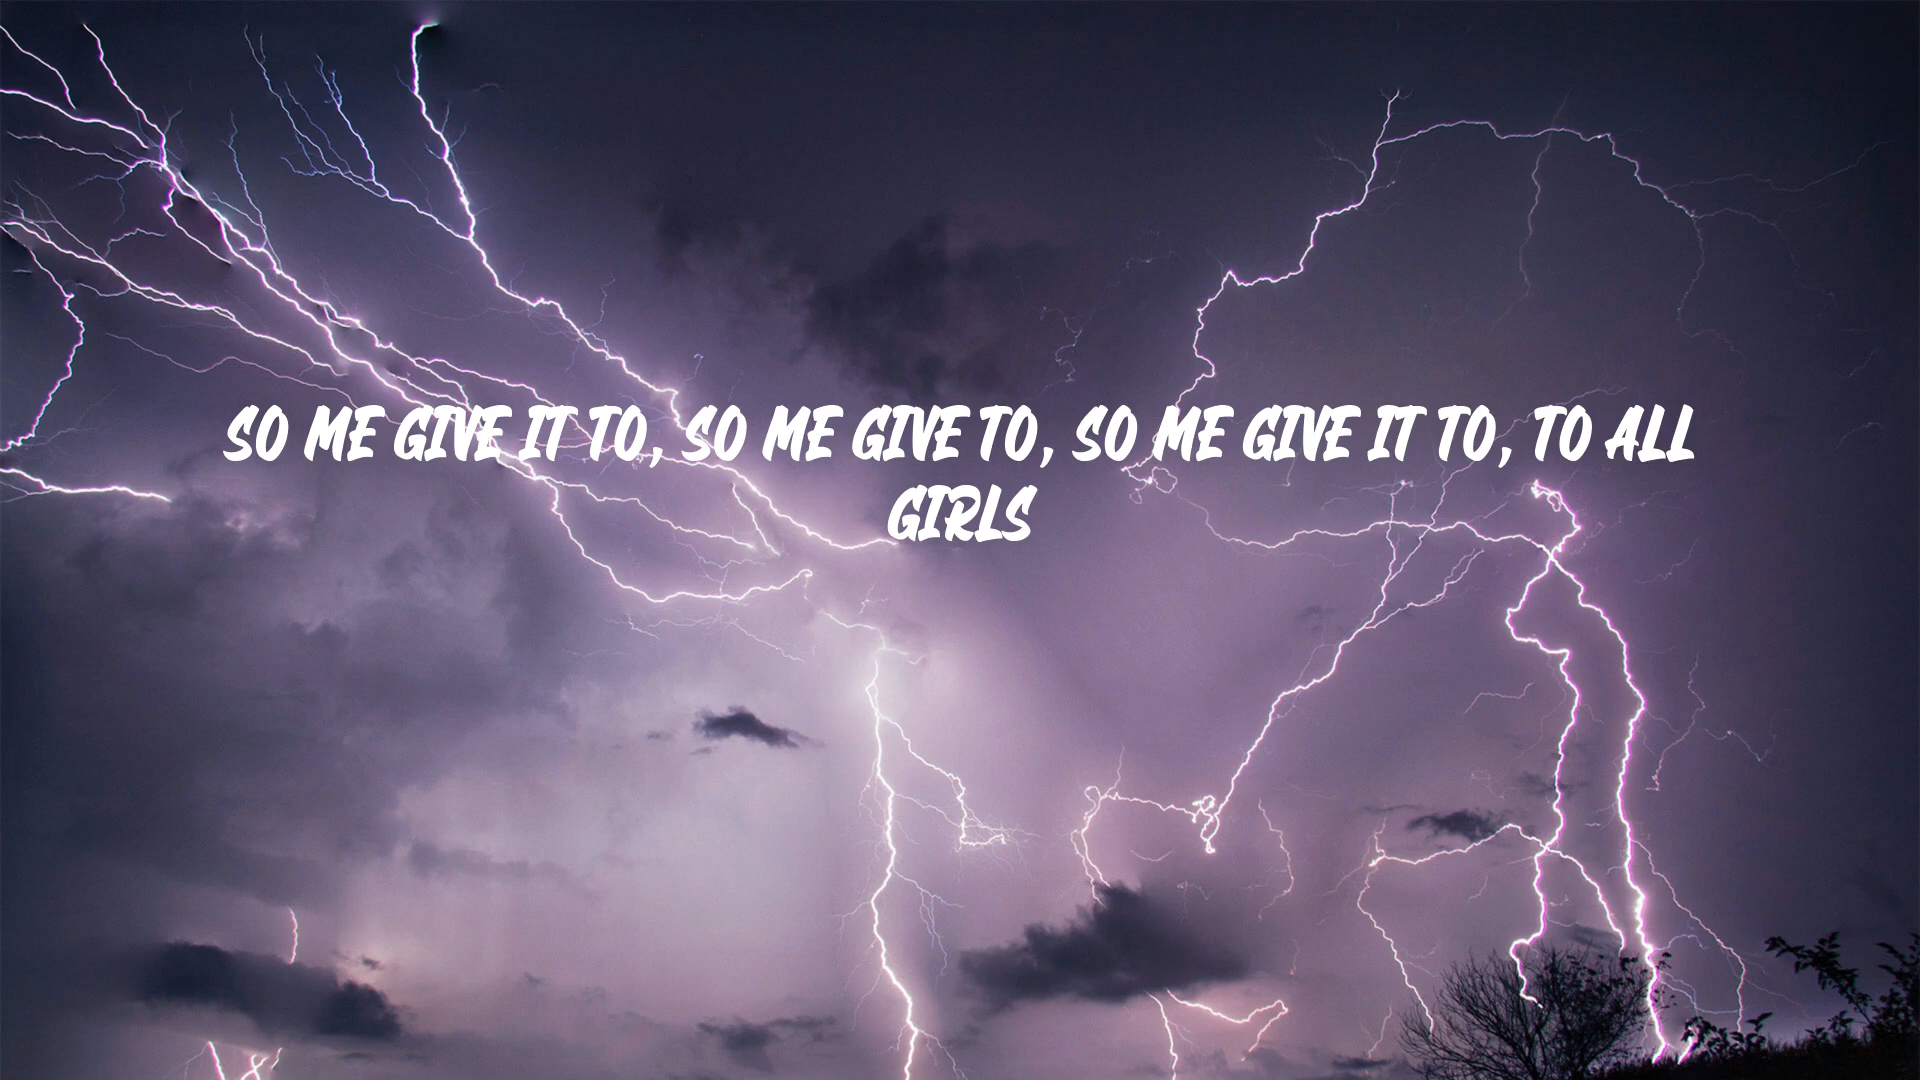 SO ME GIVE IT TO, SO ME GIVE TO, SO ME GIVE IT TO, TO ALL
GIRLS